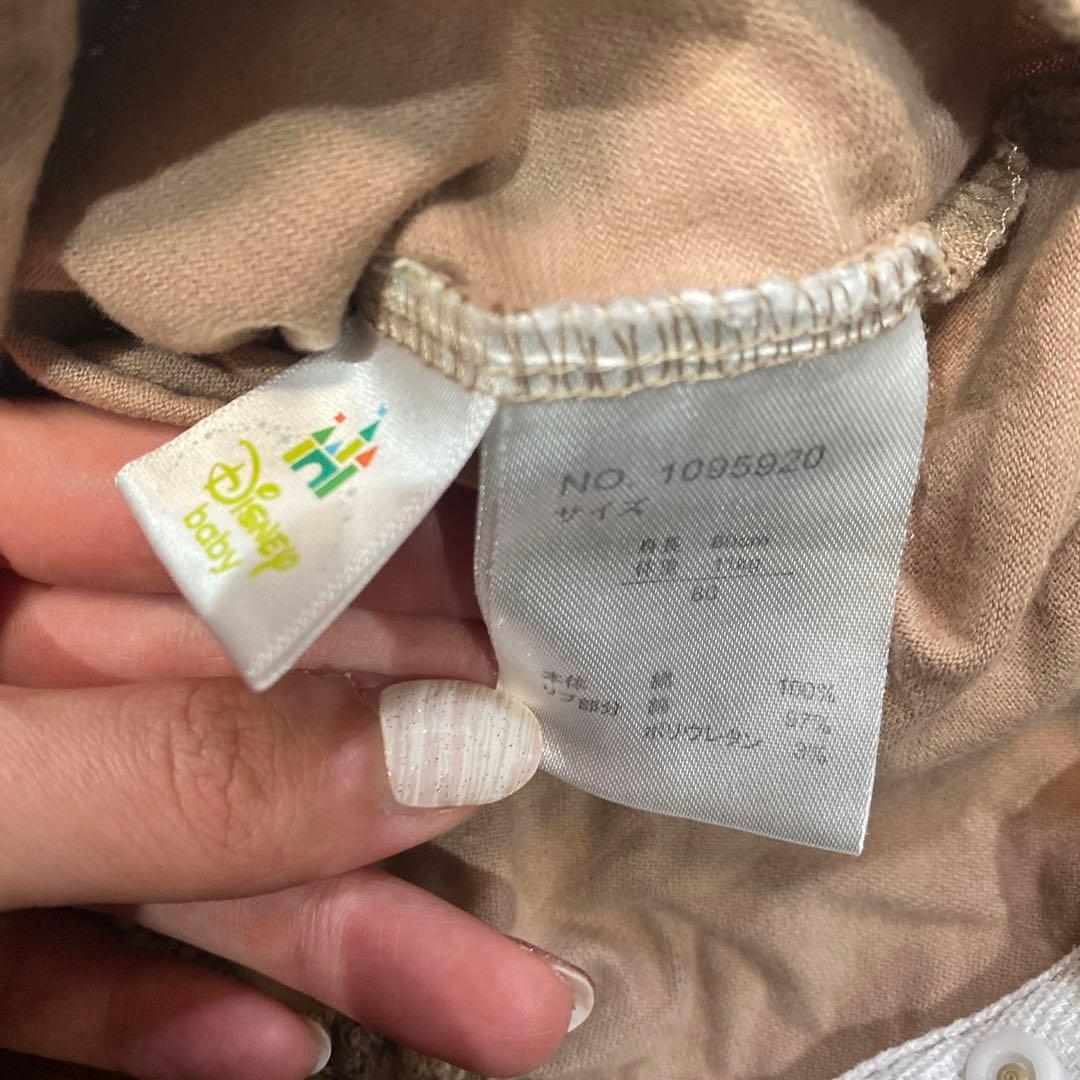 Disney
baby
NO. 1095920
サイズ
身長 80cm
体重 11kg
80
本体 綿 100%
リブ部分 綿 97%
ポリウレタン 3%